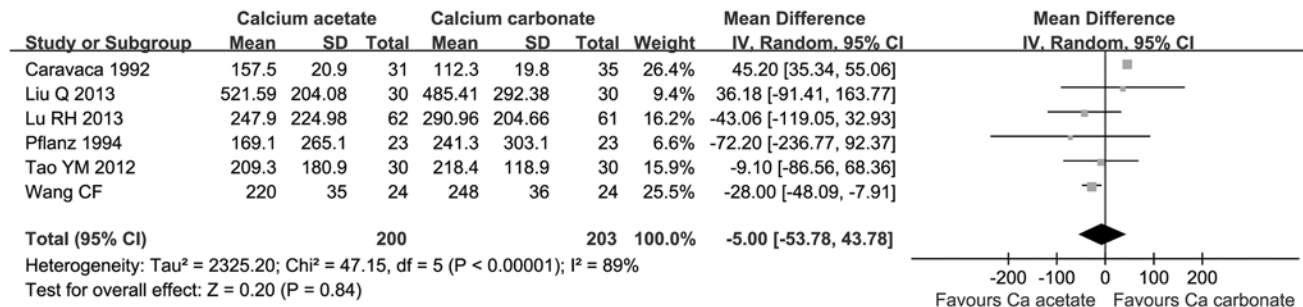 Calcium acetate Calcium carbonate Mean Difference Mean Difference
Study or Subgroup Mean SD Total Mean SD Total Weight IV, Random, 95% CI IV, Random, 95% CI
Caravaca 1992 157.5 20.9 31 112.3 19.8 35 26.4% 45.20 [35.34, 55.06]
Liu Q 2013 521.59 204.08 30 485.41 292.38 30 9.4% 36.18 [-91.41, 163.77]
Lu RH 2013 247.9 224.98 62 290.96 204.66 61 16.2% -43.06 [-119.05, 32.93]
Pflanz 1994 169.1 265.1 23 241.3 303.1 23 6.6% -72.20 [-236.77, 92.37]
Tao YM 2012 209.3 180.9 30 218.4 118.9 30 15.9% -9.10 [-86.56, 68.36]
Wang CF 220 35 24 248 36 24 25.5% -28.00 [-48.09, -7.91]
Total (95% CI) 200 203 100.0% -5.00 [-53.78, 43.78]
Heterogeneity: Tau² = 2325.20; Chi² = 47.15, df = 5 (P < 0.00001); I² = 89%
Test for overall effect: Z = 0.20 (P = 0.84)
-200 -100 0 100 200
Favours Ca acetate Favours Ca carbonate